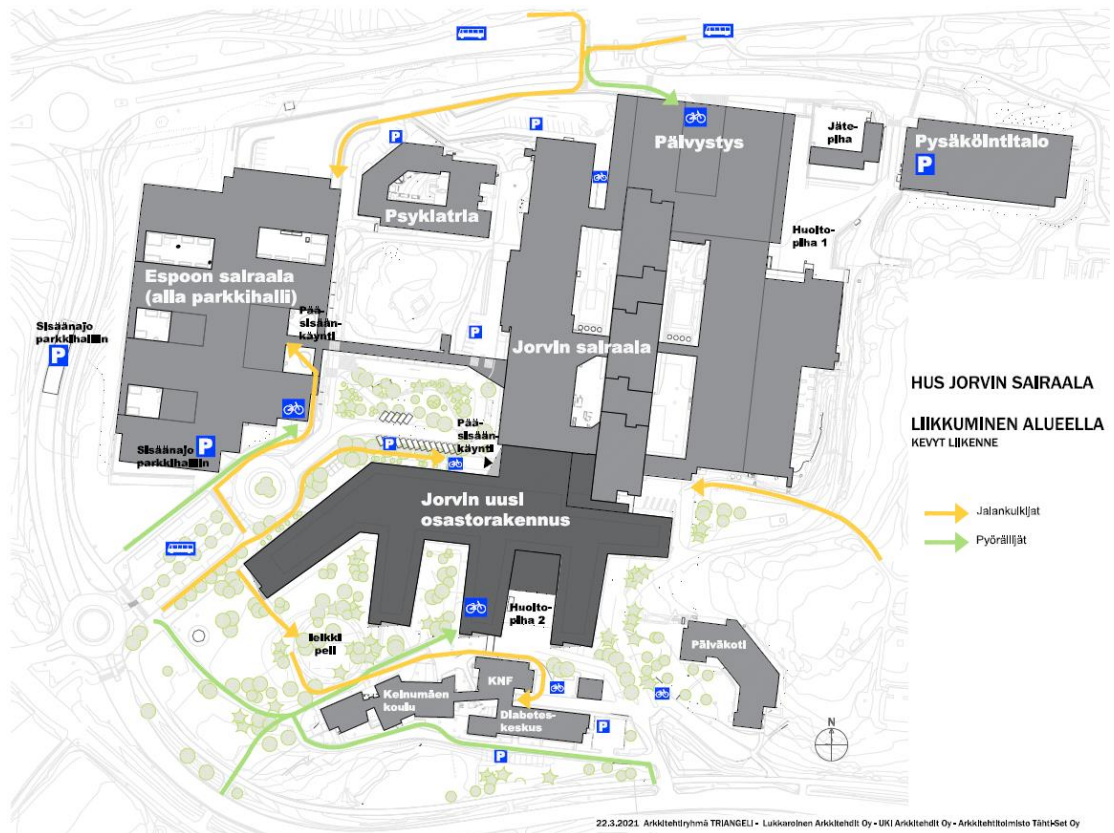 Päivystys
Jäte-
piha
Pysäköintitalo
P
P
P
Psykiatria
Huolto-
piha 1
Espoon sairaala
(alla parkkihalli)
Pää-
sisään-
käynti
Sisäänajo
parkkihalliin
P
P
Jorvin sairaala
HUS JORVIN SAIRAALA
LIIKKUMINEN ALUEELLA
KEVYT LIIKENNE
Pää-
sisään-
käynti
P
Sisäänajo
parkkihalliin
P
Jorvin uusi
osastorakennus
Jalankulkijat
Pyöräilijät
Huolto-
piha 2
leikki
peli
Päiväkoti
KNF
Keinumäen
koulu
Diabetes-
keskus
P
P
N
22.3.2021 Arkkitehtiryhmä TRIANGELI - Lukkaroinen Arkkitehdit Oy - UKI Arkkitehdit Oy - Arkkitehtitoimisto Tähti-Set Oy